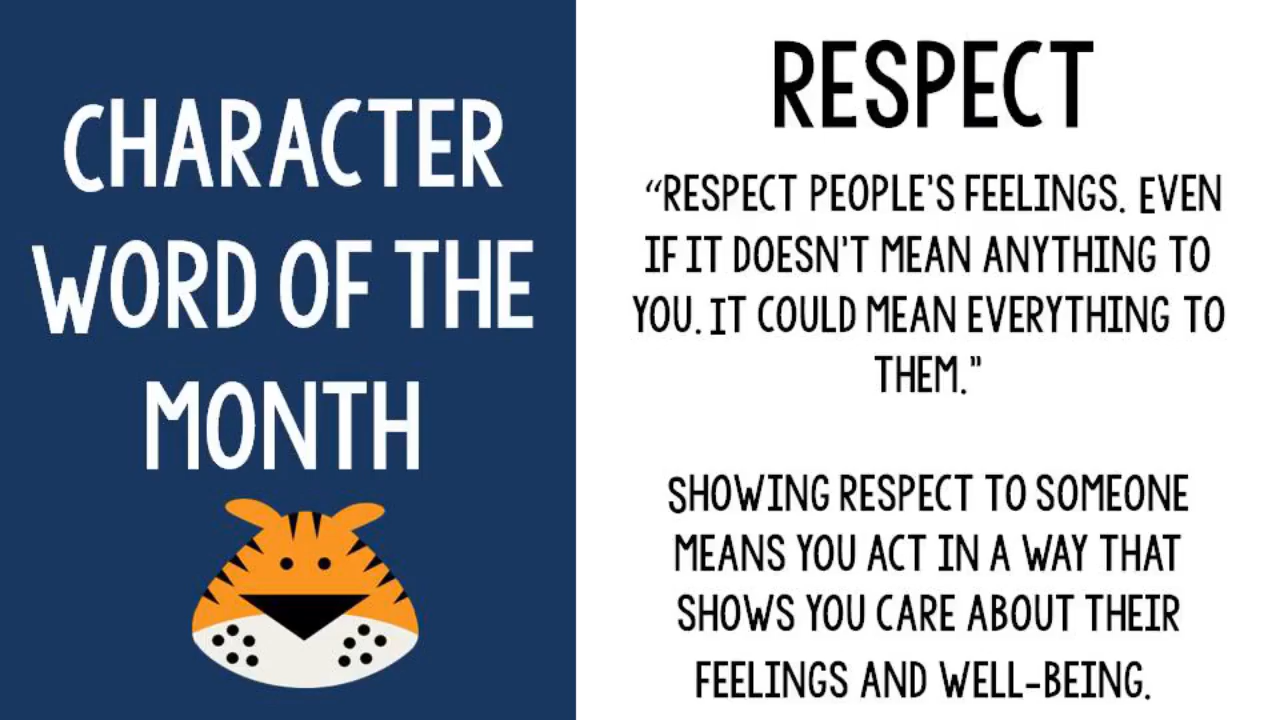 CHARACTER
WORD OF THE
MONTH
RESPECT
“RESPECT PEOPLE'S FEELINGS. EVEN
IF IT DOESN'T MEAN ANYTHING TO
YOU. IT COULD MEAN EVERYTHING TO
THEM."
SHOWING RESPECT TO SOMEONE
MEANS YOU ACT IN A WAY THAT
SHOWS YOU CARE ABOUT THEIR
FEELINGS AND WELL-BEING.